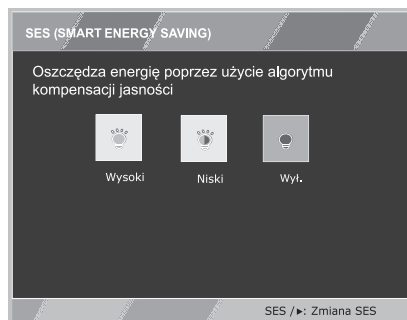 SES (SMART ENERGY SAVING)
Oszczędza energię poprzez użycie algorytmu
kompensacji jasności
Wysoki Niski Wył.
SES /►: Zmiana SES